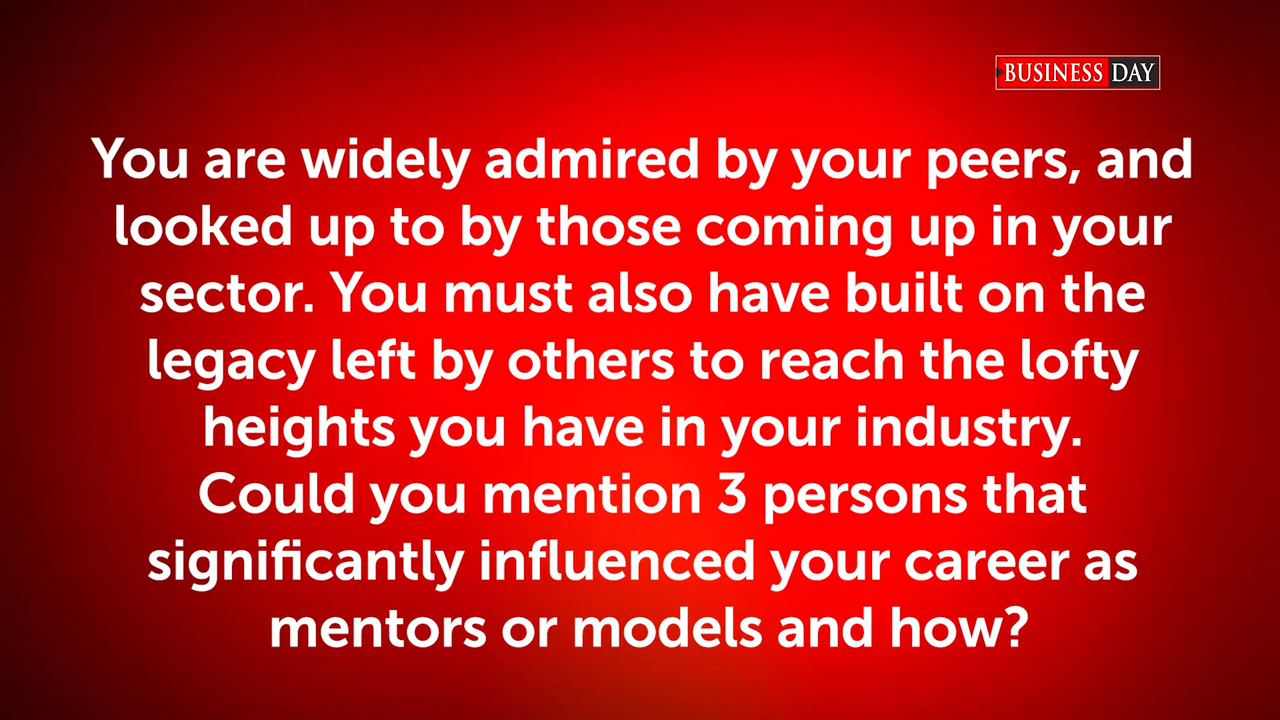 BUSINESS DAY
You are widely admired by your peers, and
looked up to by those coming up in your
sector. You must also have built on the
legacy left by others to reach the lofty
heights you have in your industry.
Could you mention 3 persons that
significantly influenced your career as
mentors or models and how?